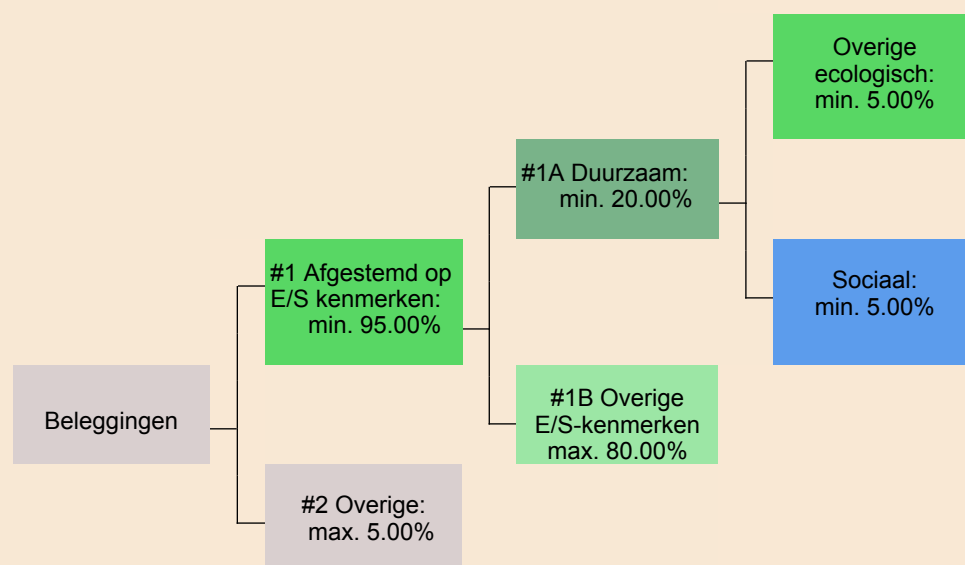 Beleggingen
#1 Afgestemd op
E/S kenmerken:
min. 95.00%
#2 Overige:
max. 5.00%
#1A Duurzaam:
min. 20.00%
#1B Overige
E/S-kenmerken
max. 80.00%
Overige
ecologisch:
min. 5.00%
Sociaal:
min. 5.00%